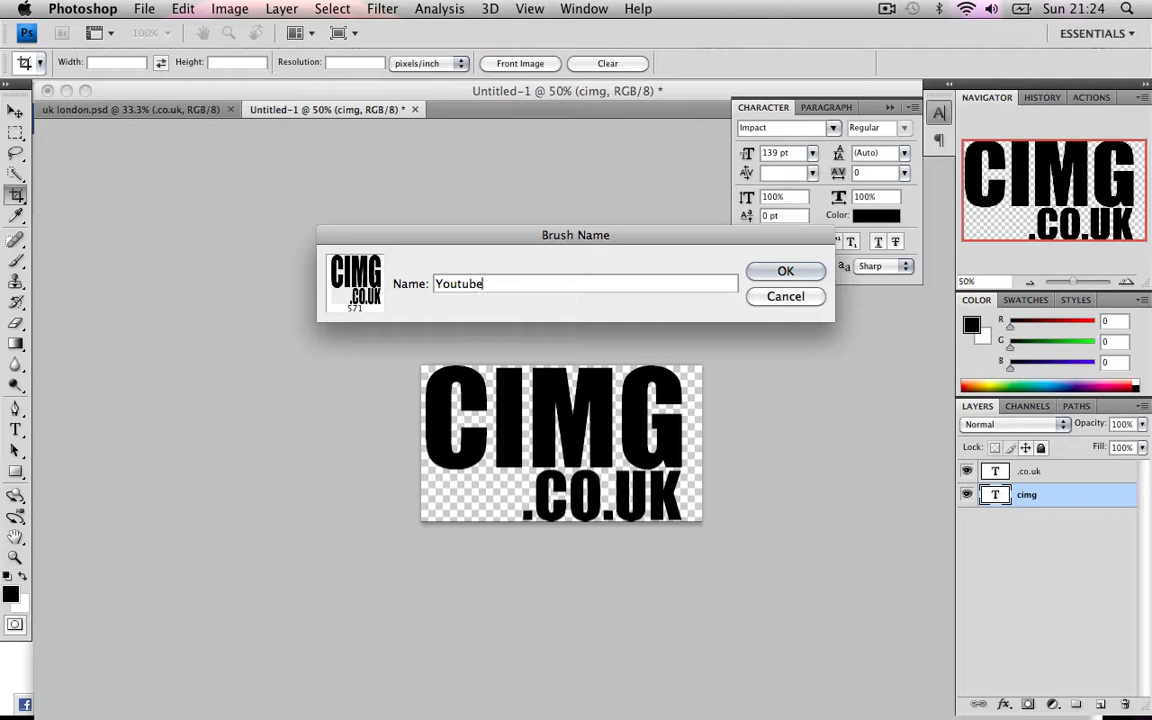 Photoshop File Edit Image Layer Select Filter Analysis 3D View Window Help Sun 21:24
Ps Br 100% ESSENTIALS
Width: Height: Resolution: pixels/inch Front Image Clear
Untitled-1 @ 50% (cimg, RGB/8) *
uk london.psd @ 33.3% (.co.uk, RGB/8) Untitled-1 @ 50% (cimg, RGB/8) *
CHARACTER PARAGRAPH
Impact Regular
139 pt (Auto)
0
100% 100%
0 pt Color:
Sharp
NAVIGATOR HISTORY ACTIONS
CIMG
.CO.UK
50%
COLOR SWATCHES STYLES
R 0
G 0
B 0
LAYERS CHANNELS PATHS
Normal Opacity: 100%
Lock: Fill: 100%
T .co.uk
T cimg
Brush Name
CIMG
.CO.UK
571
Name: Youtube
OK
Cancel
CIMG
.CO.UK